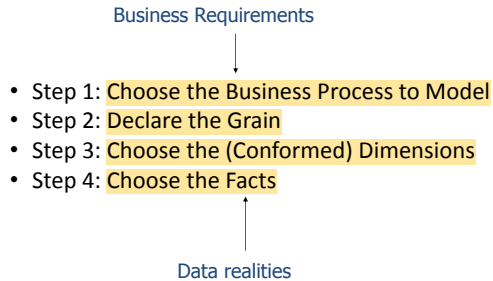 Business Requirements
• Step 1: Choose the Business Process to Model
• Step 2: Declare the Grain
• Step 3: Choose the (Conformed) Dimensions
• Step 4: Choose the Facts
Data realities